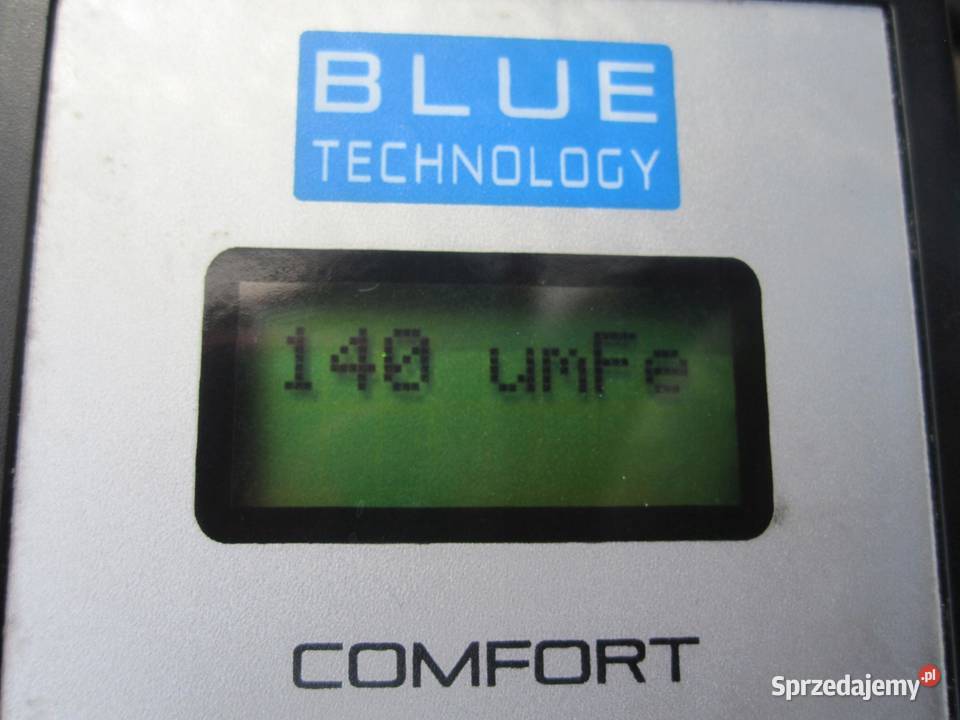 BLUE
TECHNOLOGY
140 umFe
COMFORT
Sprzedajemy.pl